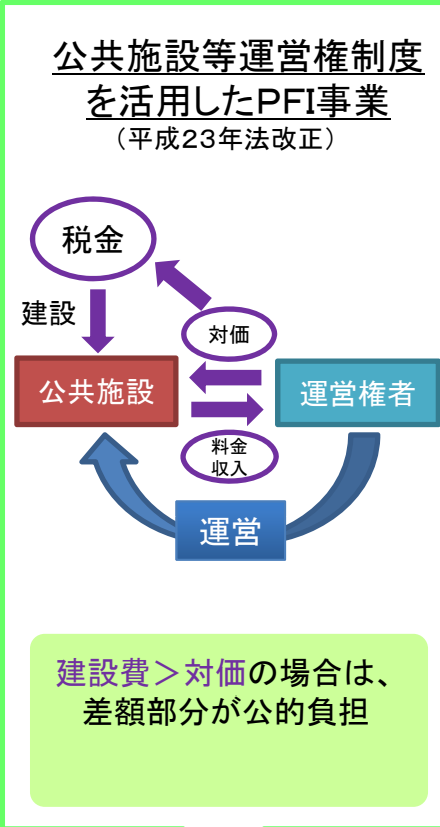 公共施設等運営権制度
を活用したPFI事業
（平成２３年法改正）
税金
建設
対価
公共施設
運営権者
料金
収入
運営
建設費＞対価の場合は、
差額部分が公的負担